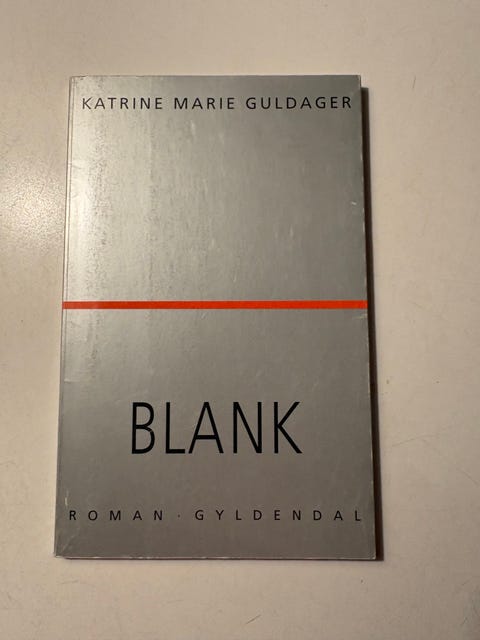 KATRINE MARIE GULDAGER
BLANK
ROMAN · GYLDENDAL